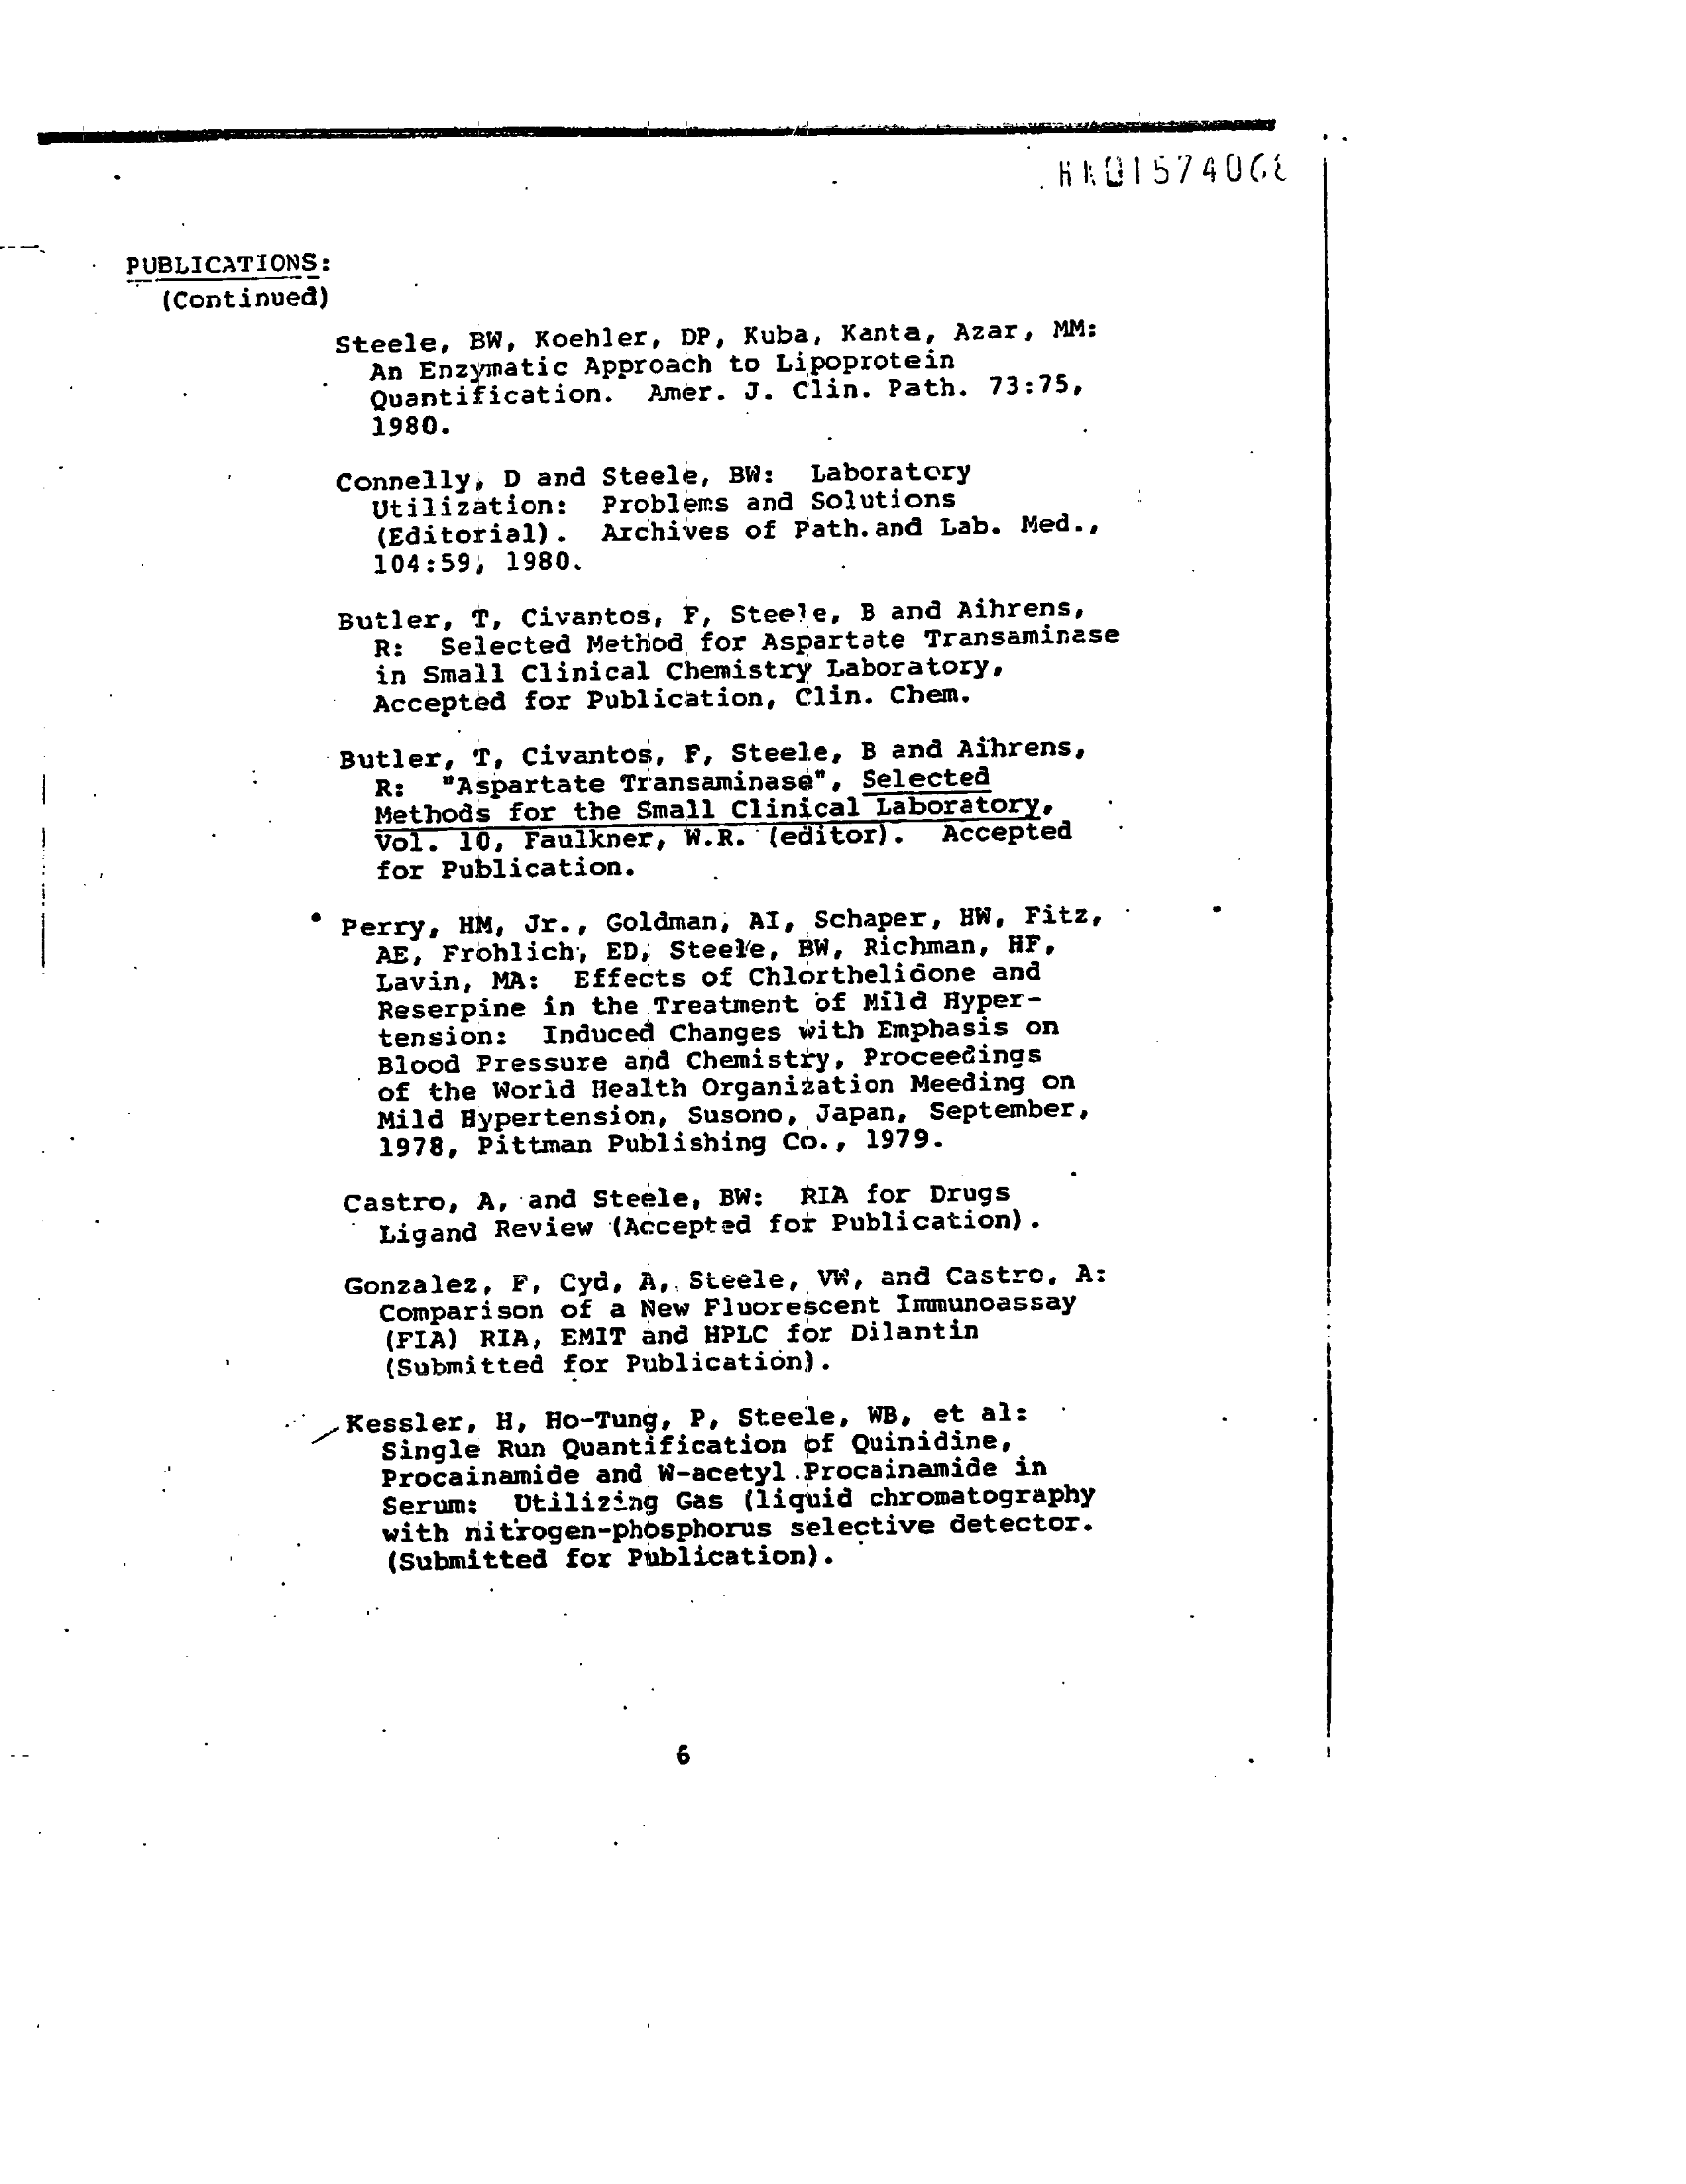 PUBLICATIONS:
(Continued)
Steele, BW, Koehler, DP, Kuba, Kanta, Azar, MM:
An Enzymatic Approach to Lipoprotein
Quantification. Amer. J. Clin. Path. 73:75,
1980.
Connelly, D and Steele, BW: Laboratory
Utilization: Problems and Solutions
(Editorial). Archives of Path.and Lab. Med.,
104:59, 1980.
Butler, T, Civantos, F, Steele, B and Aihrens,
R: Selected Method for Aspartate Transaminase
in Small Clinical Chemistry Laboratory,
Accepted for Publication, Clin. Chem.
Butler, T, Civantos, F, Steele, B and Aihrens,
R: "Aspartate Transaminase", Selected
Methods for the Small Clinical Laboratory,
Vol. 10, Faulkner, W.R. (editor). Accepted
for Publication.
Perry, HM, Jr., Goldman, AI, Schaper, HW, Fitz,
AE, Frohlich, ED, Steele, BW, Richman, HF,
Lavin, MA: Effects of Chlorthelidone and
Reserpine in the Treatment of Mild Hyper-
tension: Induced Changes with Emphasis on
Blood Pressure and Chemistry, Proceedings
of the World Health Organization Meeding on
Mild Hypertension, Susono, Japan, September,
1978, Pittman Publishing Co., 1979.
Castro, A, and Steele, BW: RIA for Drugs
Ligand Review (Accepted for Publication).
Gonzalez, F, Cyd, A, Steele, VW, and Castro, A:
Comparison of a New Fluorescent Immunoassay
(FIA) RIA, EMIT and HPLC for Dilantin
(Submitted for Publication).
Kessler, H, Ho-Tung, P, Steele, WB, et al:
Single Run Quantification of Quinidine,
Procainamide and W-acetyl Procainamide in
Serum: Utilizing Gas (liquid chromatography
with nitrogen-phosphorus selective detector.
(Submitted for Publication).
6